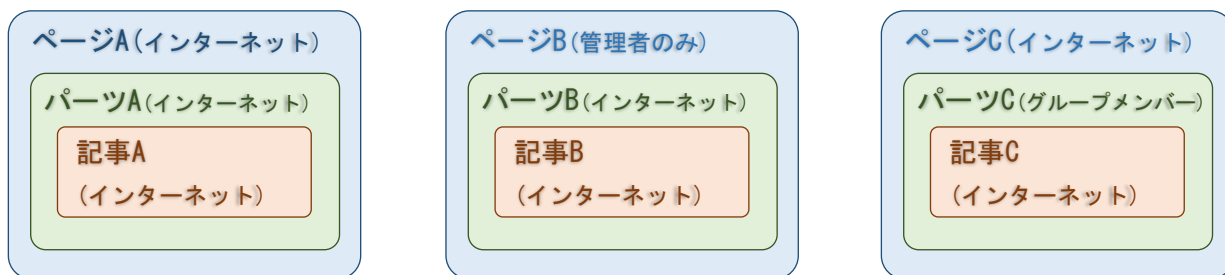 ページA(インターネット)
パーツA(インターネット)
記事A
(インターネット)
ページB(管理者のみ)
パーツB(インターネット)
記事B
(インターネット)
ページC(インターネット)
パーツC(グループメンバー)
記事C
(インターネット)